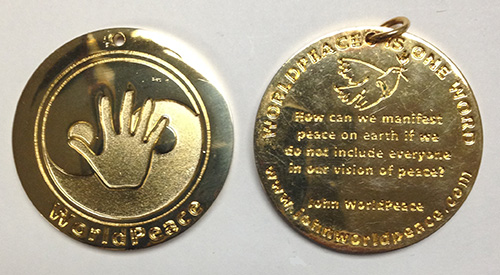 WorldPeace
WORLDPEACE IS ONE WORD
How can we manifest
peace on earth if we
do not include everyone
in our vision of peace?
John WorldPeace
www.johnworldpeace.com